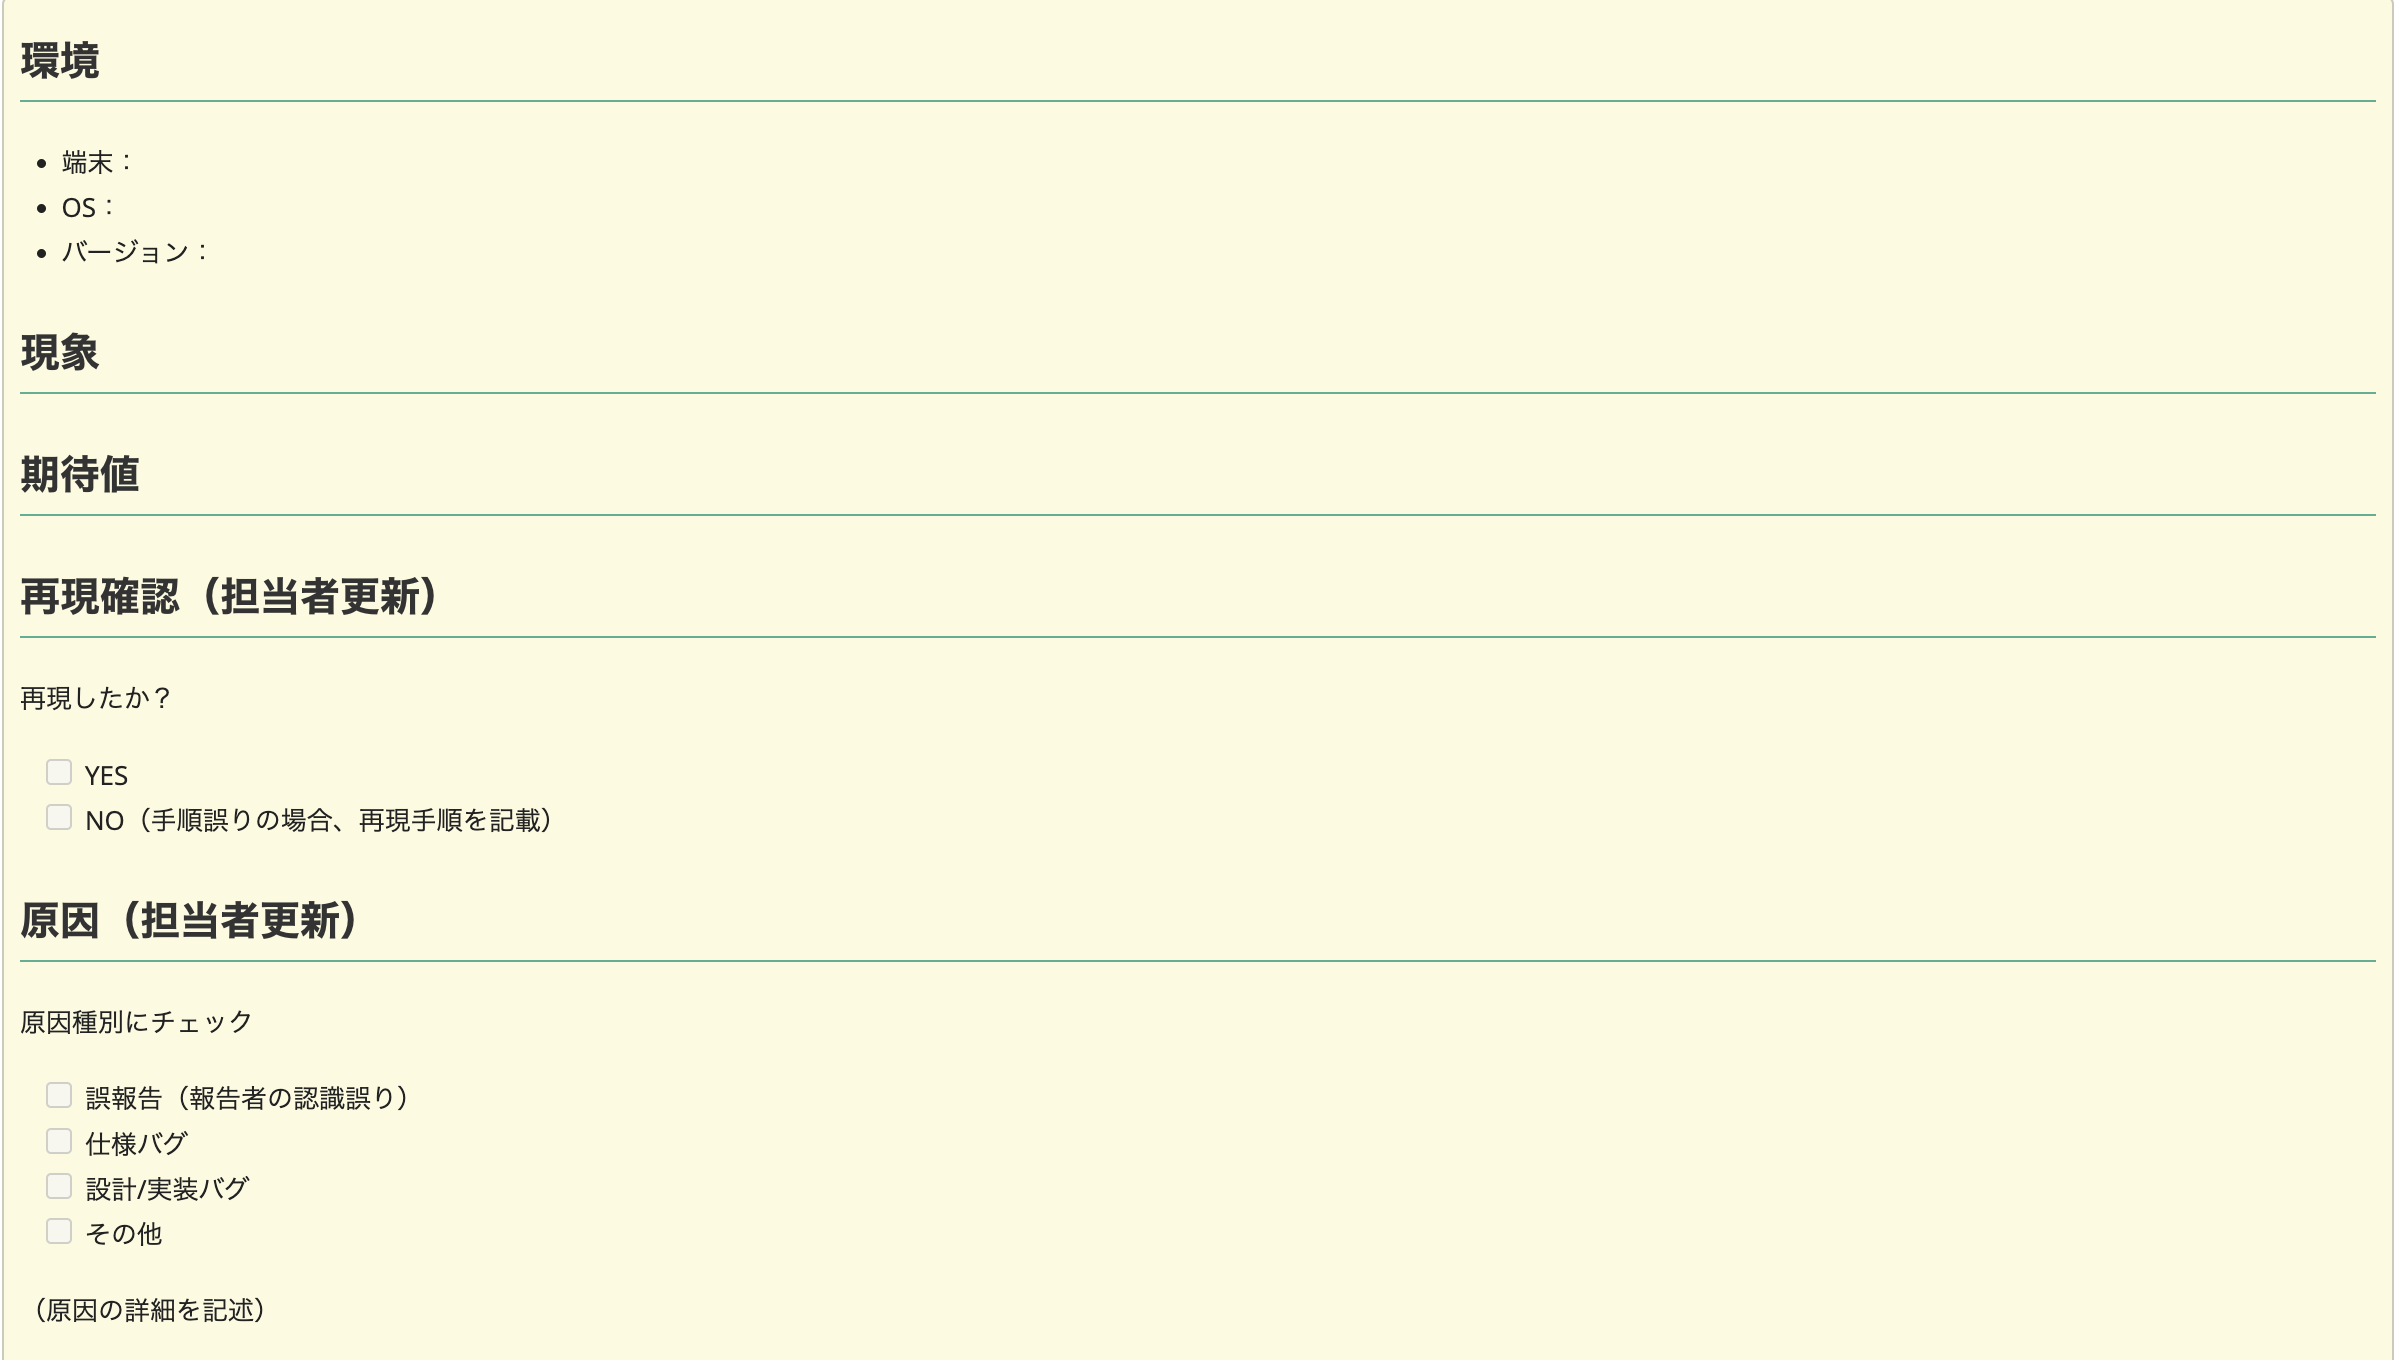 環境
端末：
OS：
バージョン：
現象
期待値
再現確認（担当者更新）
再現したか？
YES
NO（手順誤りの場合、再現手順を記載）
原因（担当者更新）
原因種別にチェック
誤報告（報告者の認識誤り）
仕様バグ
設計/実装バグ
その他
（原因の詳細を記述）